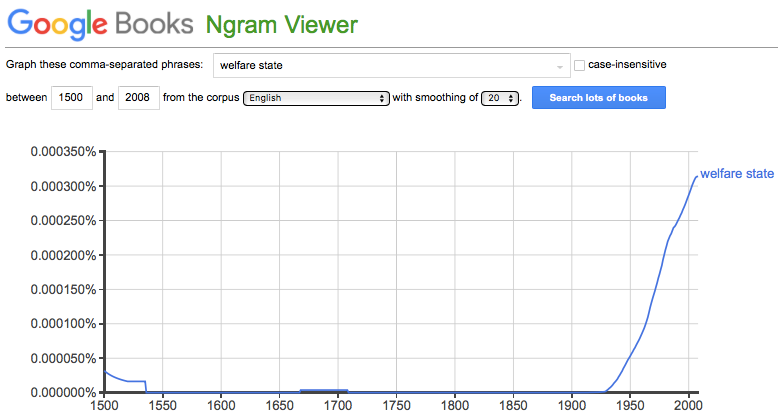 Google Books Ngram Viewer
Graph these comma-separated phrases: welfare state case-insensitive
between 1500 and 2008 from the corpus English with smoothing of 20 . Search lots of books
0.000350%
0.000300%
welfare state
0.000250%
0.000200%
0.000150%
0.000100%
0.000050%
0.000000%
1500 1550 1600 1650 1700 1750 1800 1850 1900 1950 2000